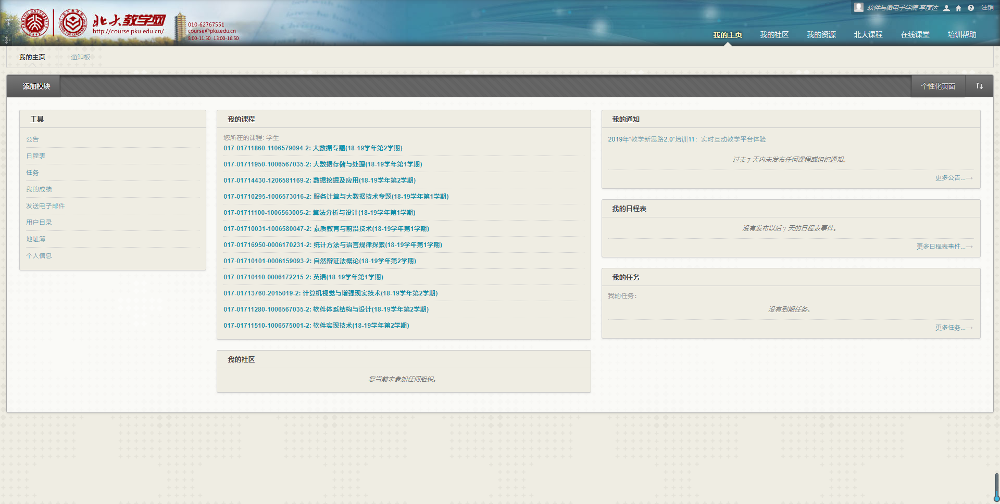 软件与微电子学院 李彦达
注销
北大教学网
http://course.pku.edu.cn/
010-62767551
course@pku.edu.cn
8:00-11:50 13:00-16:50
我的主页
我的社区
我的资源
北大课程
在线课堂
培训帮助
我的主页
通知板
添加模块
个性化页面
工具
公告
日程表
任务
我的成绩
发送电子邮件
用户目录
地址簿
个人信息
我的课程
您所在的课程: 学生
017-01711860-1106579094-2: 大数据专题(18-19学年第2学期)
017-01711950-1006567035-2: 大数据存储与处理(18-19学年第1学期)
017-01714430-1206581169-2: 数据挖掘及应用(18-19学年第2学期)
017-01710295-1006573016-2: 服务计算与大数据技术专题(18-19学年第1学期)
017-01711100-1006563005-2: 算法分析与设计(18-19学年第1学期)
017-01710031-1006580047-2: 素质教育与前沿技术(18-19学年第1学期)
017-01716950-0006170231-2: 统计方法与语言规律探索(18-19学年第1学期)
017-01710101-0006159093-2: 自然辩证法概论(18-19学年第2学期)
017-01710110-0006172215-2: 英语(18-19学年第1学期)
017-01713760-2015019-2: 计算机视觉与增强现实技术(18-19学年第2学期)
017-01711280-1006567035-2: 软件体系结构与设计(18-19学年第2学期)
017-01711510-1006575001-2: 软件实现技术(18-19学年第2学期)
我的社区
您当前未参加任何组织。
我的通知
2019年“教学新思路2.0”培训11：实时互动教学平台体验
过去 7 天内未发布任何课程或组织通知。
更多公告...→
我的日程表
没有发布以后 7 天的日程表事件。
更多日程表事件...→
我的任务
我的任务:
没有到期任务。
更多任务...→